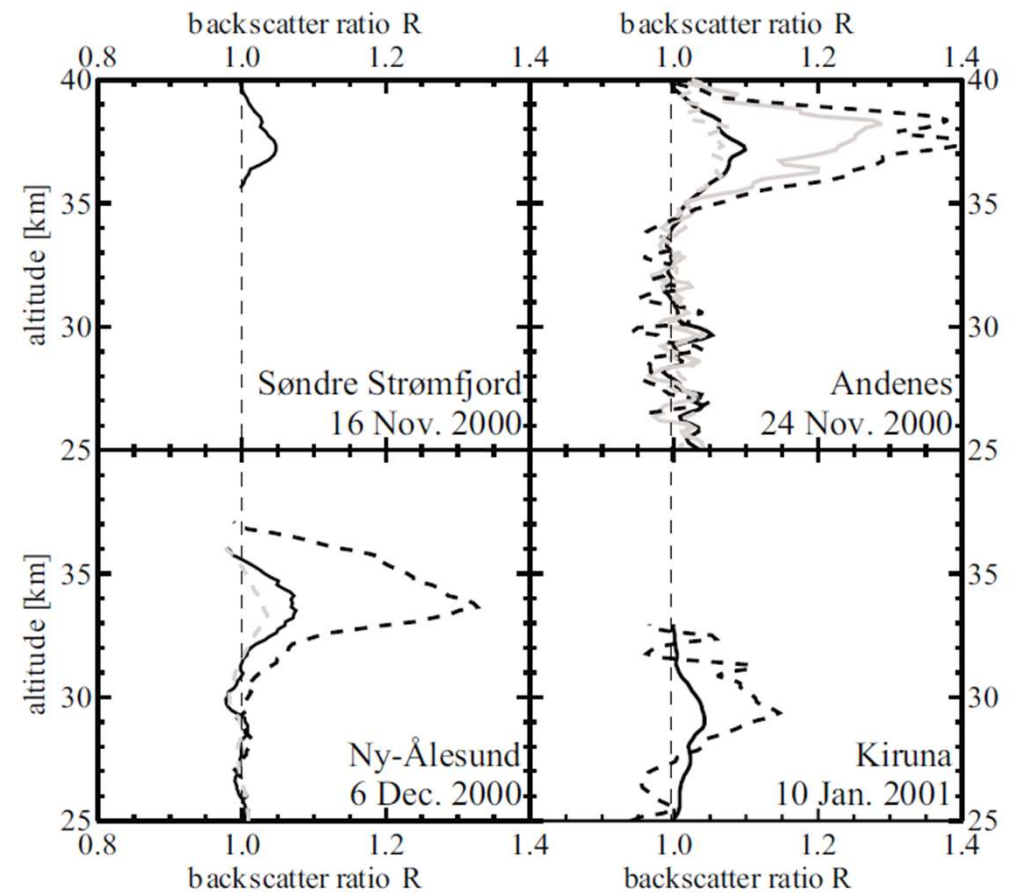 backscatter ratio R
backscatter ratio R
0.8 1.0 1.2 1.4
1.0 1.2 1.4
40
35
30
25
altitude [km]
Søndre Strømfjord
16 Nov. 2000
40
35
30
25
Andenes
24 Nov. 2000
35
30
25
altitude [km]
Ny-Ålesund
6 Dec. 2000
35
30
25
Kiruna
10 Jan. 2001
0.8 1.0 1.2 1.4
1.0 1.2 1.4
backscatter ratio R
backscatter ratio R